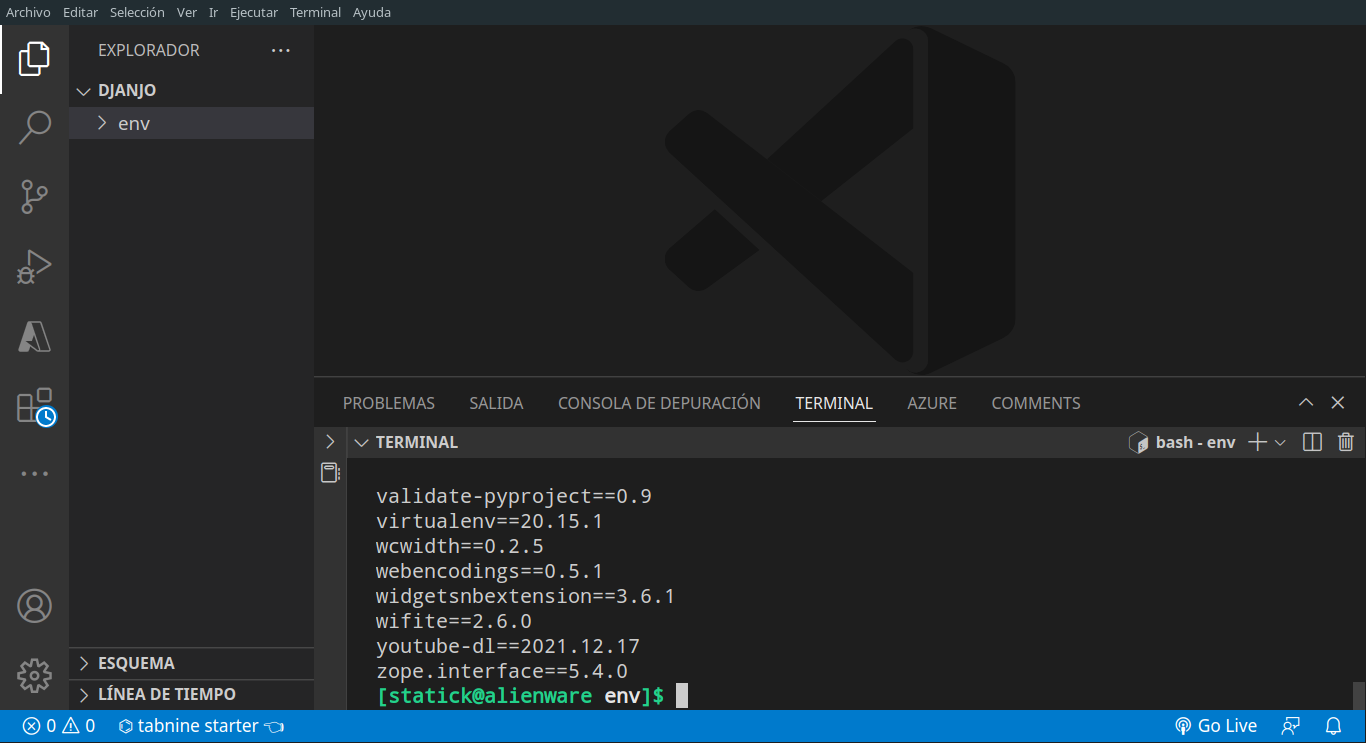 Archivo Editar Selección Ver Ir Ejecutar Terminal Ayuda
EXPLORADOR
DJANJO
env
ESQUEMA
LÍNEA DE TIEMPO
PROBLEMAS SALIDA CONSOLA DE DEPURACIÓN TERMINAL AZURE COMMENTS
TERMINAL bash - env
validate-pyproject==0.9
virtualenv==20.15.1
wcwidth==0.2.5
webencodings==0.5.1
widgetsnbextension==3.6.1
wifite==2.6.0
youtube-dl==2021.12.17
zope.interface==5.4.0
[statick@alienware env]$
0 0 tabnine starter Go Live